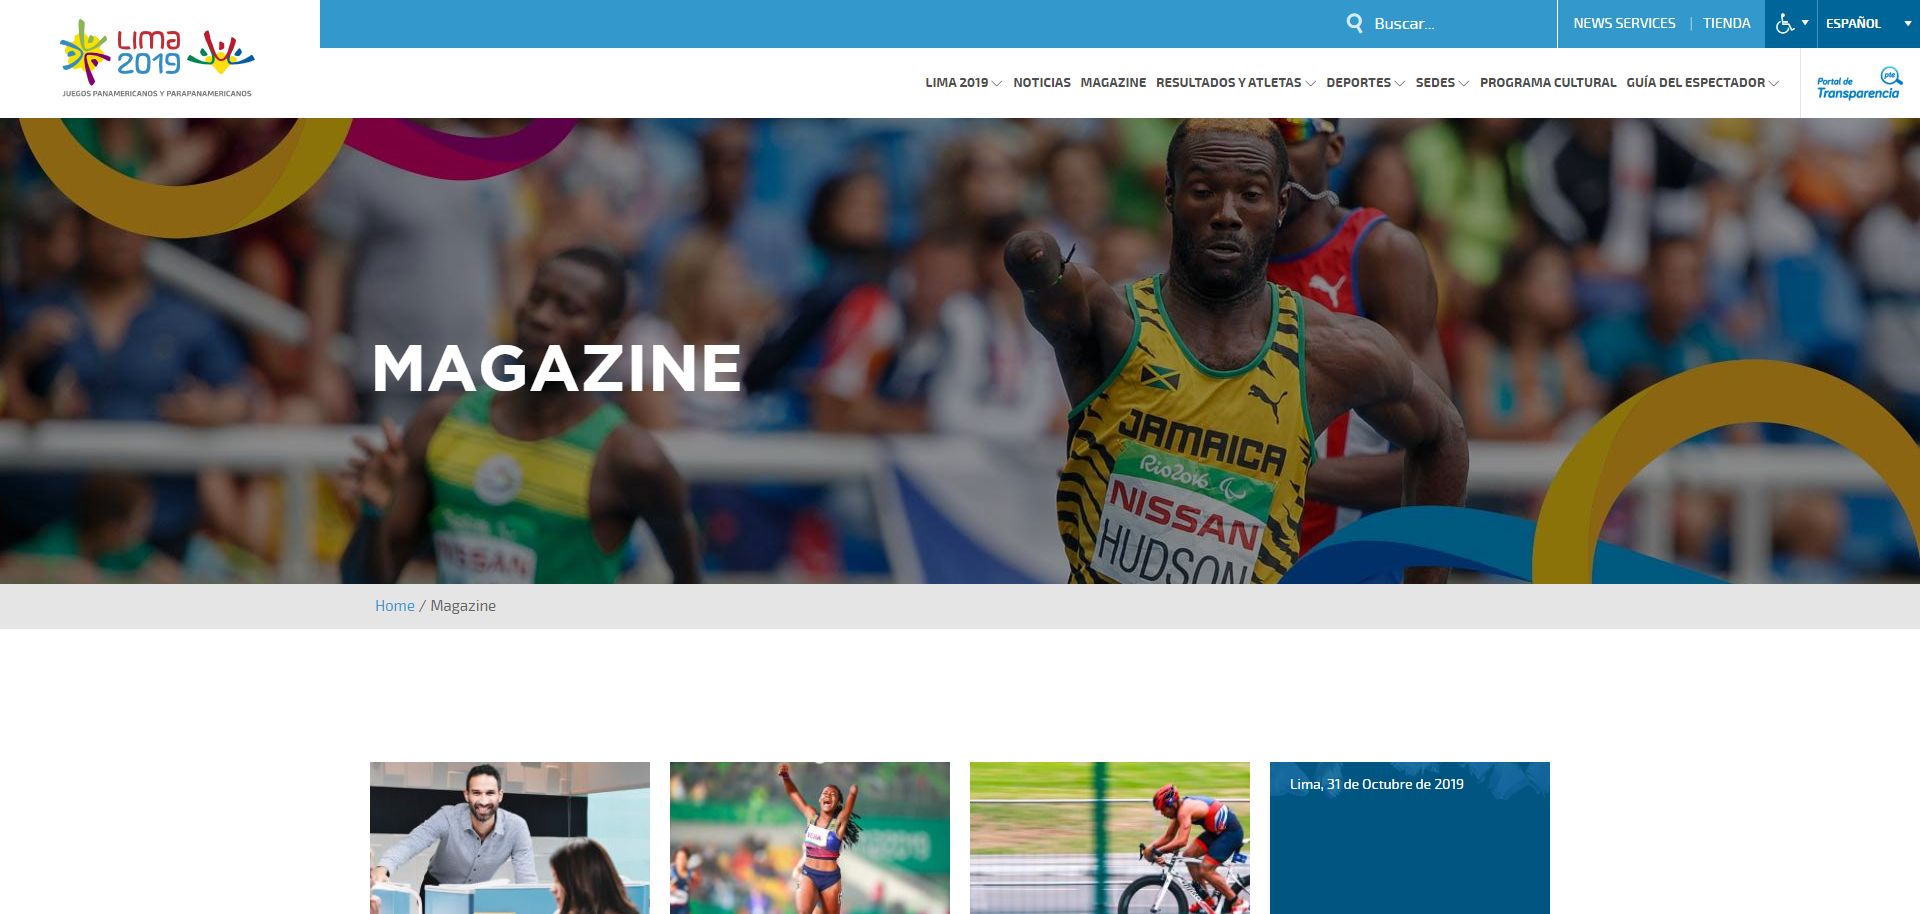 Buscar...
NEWS SERVICES | TIENDA
ESPAÑOL
LIMA
2019
JUEGOS PANAMERICANOS Y PARAPANAMERICANOS
LIMA 2019 NOTICIAS MAGAZINE RESULTADOS Y ATLETAS DEPORTES SEDES PROGRAMA CULTURAL GUÍA DEL ESPECTADOR
pte
Portal de
Transparencia
MAGAZINE
JAMAICA
Rio2016
NISSAN
HUDSON
NISSAN
Home / Magazine
Lima, 31 de Octubre de 2019